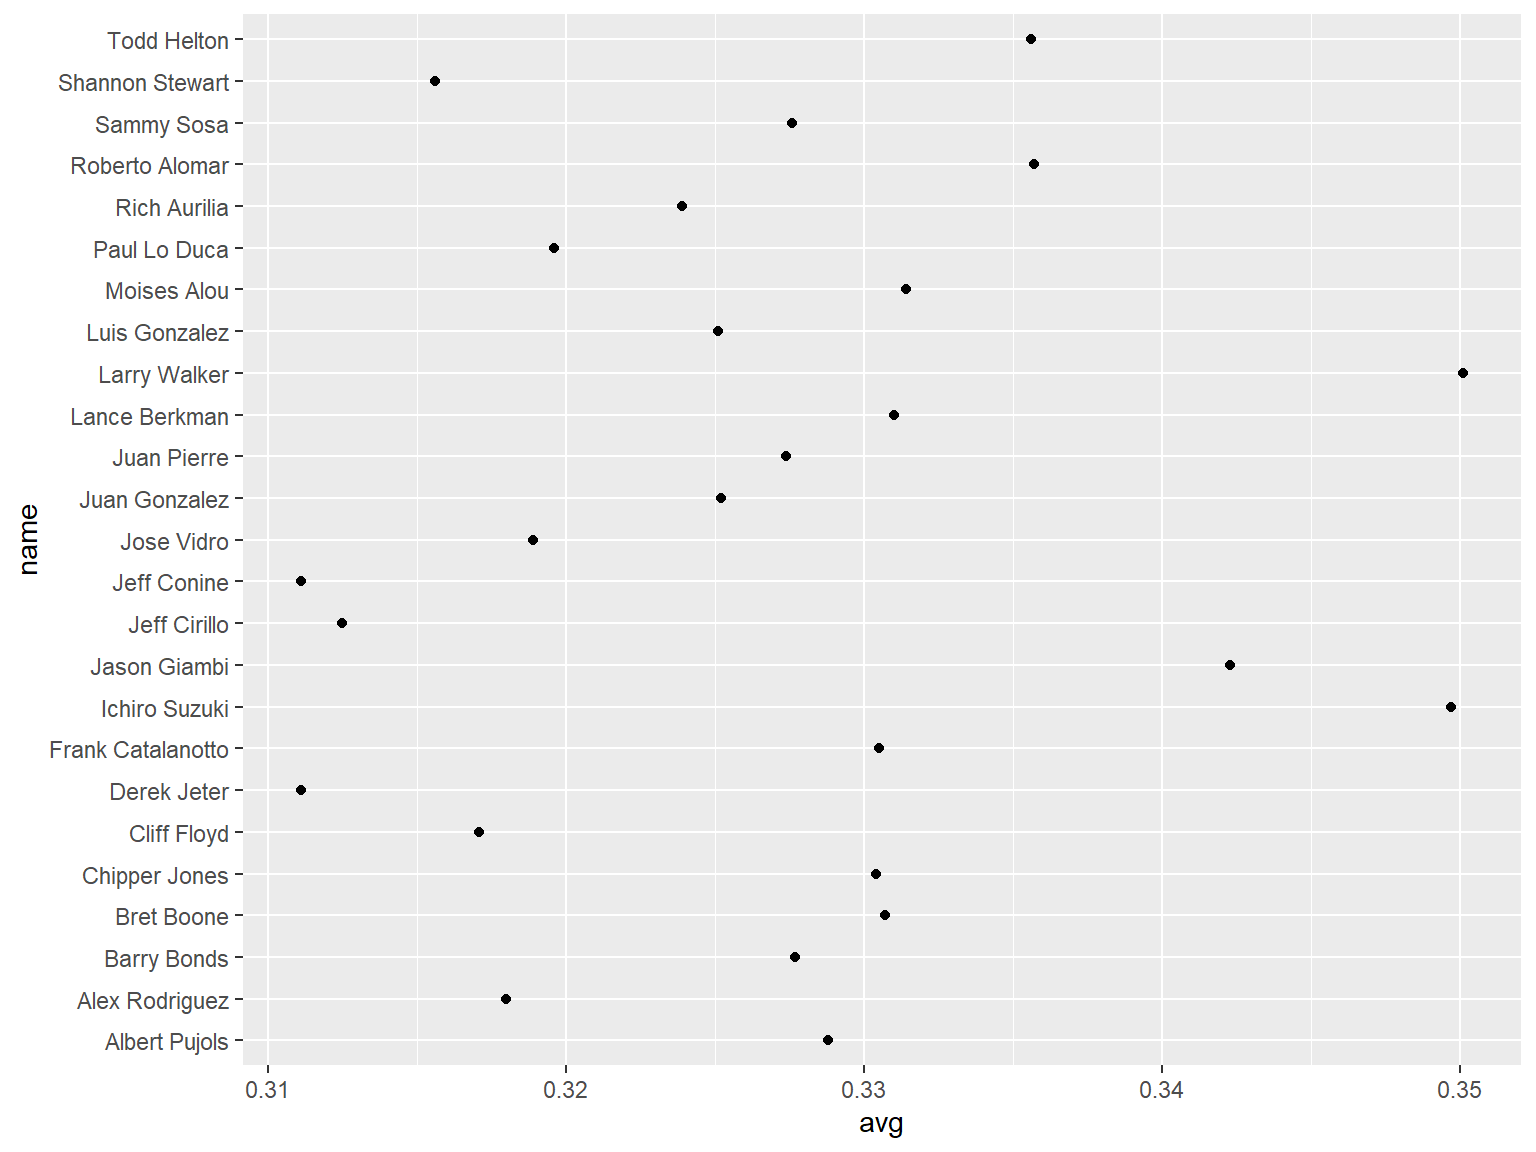 Todd Helton
Shannon Stewart
Sammy Sosa
Roberto Alomar
Rich Aurilia
Paul Lo Duca
Moises Alou
Luis Gonzalez
Larry Walker
Lance Berkman
Juan Pierre
Juan Gonzalez
Jose Vidro
Jeff Conine
Jeff Cirillo
Jason Giambi
Ichiro Suzuki
Frank Catalanotto
Derek Jeter
Cliff Floyd
Chipper Jones
Bret Boone
Barry Bonds
Alex Rodriguez
Albert Pujols
name
0.31 0.32 0.33 0.34 0.35
avg